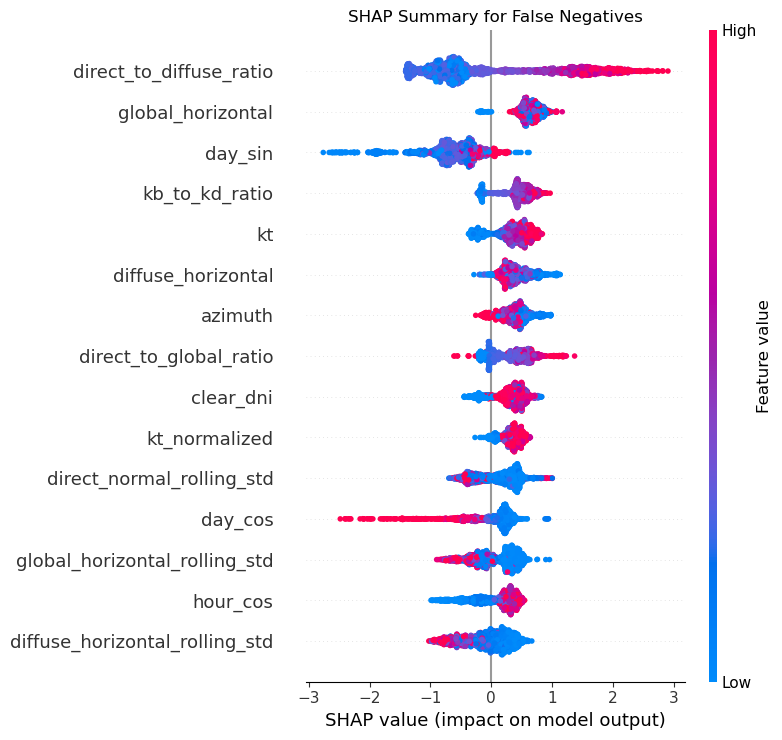 SHAP Summary for False Negatives
High
direct_to_diffuse_ratio
global_horizontal
day_sin
kb_to_kd_ratio
kt
diffuse_horizontal
azimuth
direct_to_global_ratio
clear_dni
kt_normalized
direct_normal_rolling_std
day_cos
global_horizontal_rolling_std
hour_cos
diffuse_horizontal_rolling_std
Feature value
Low
−3 −2 −1 0 1 2 3
SHAP value (impact on model output)